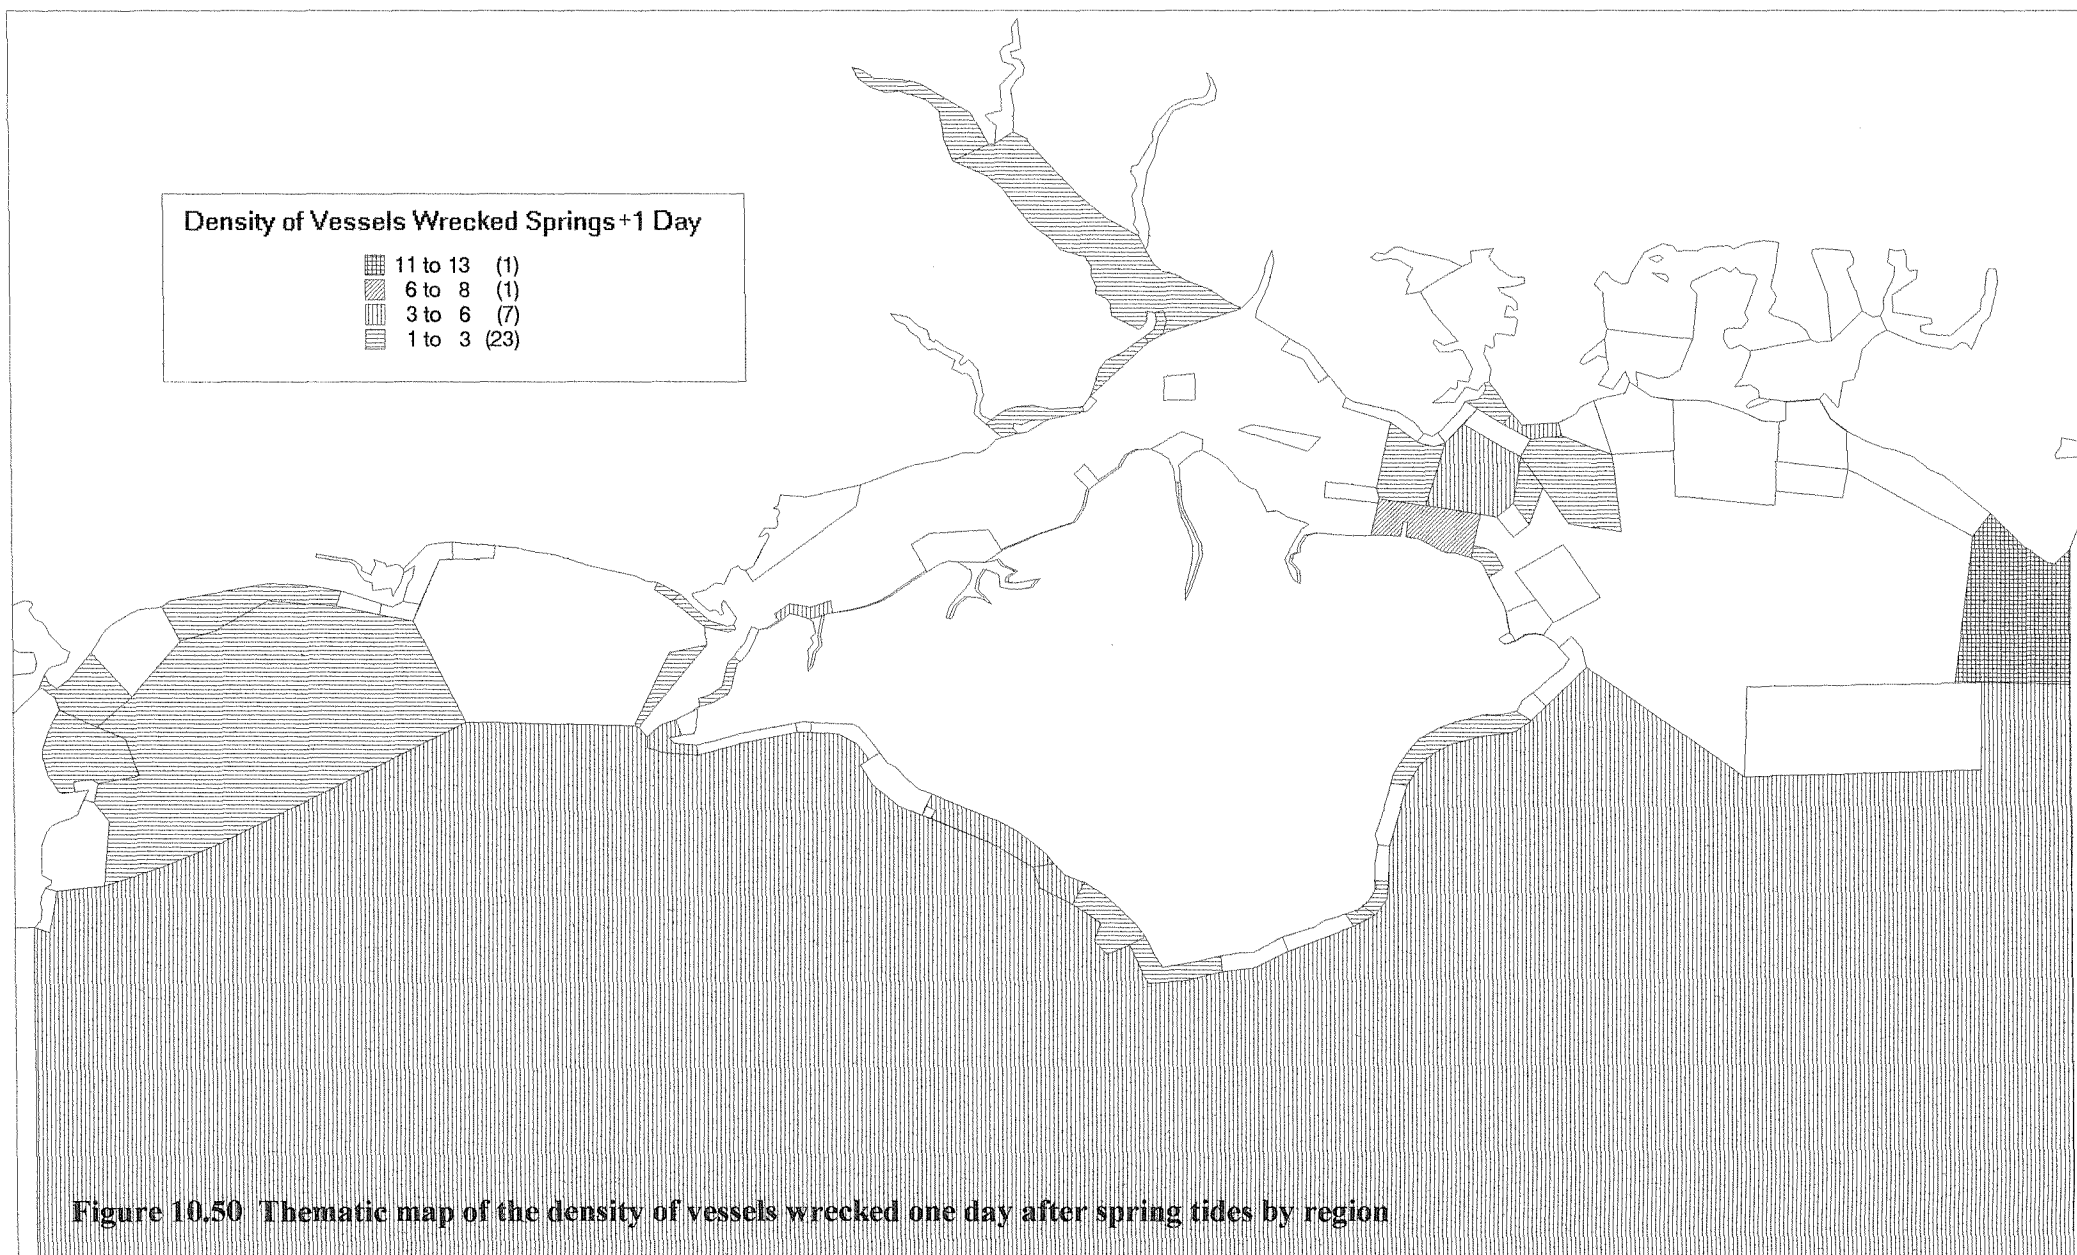 Density of Vessels Wrecked Springs+1 Day
11 to 13 (1)
6 to 8 (1)
3 to 6 (7)
1 to 3 (23)
Figure 10.50 Thematic map of the density of vessels wrecked one day after spring tides by region